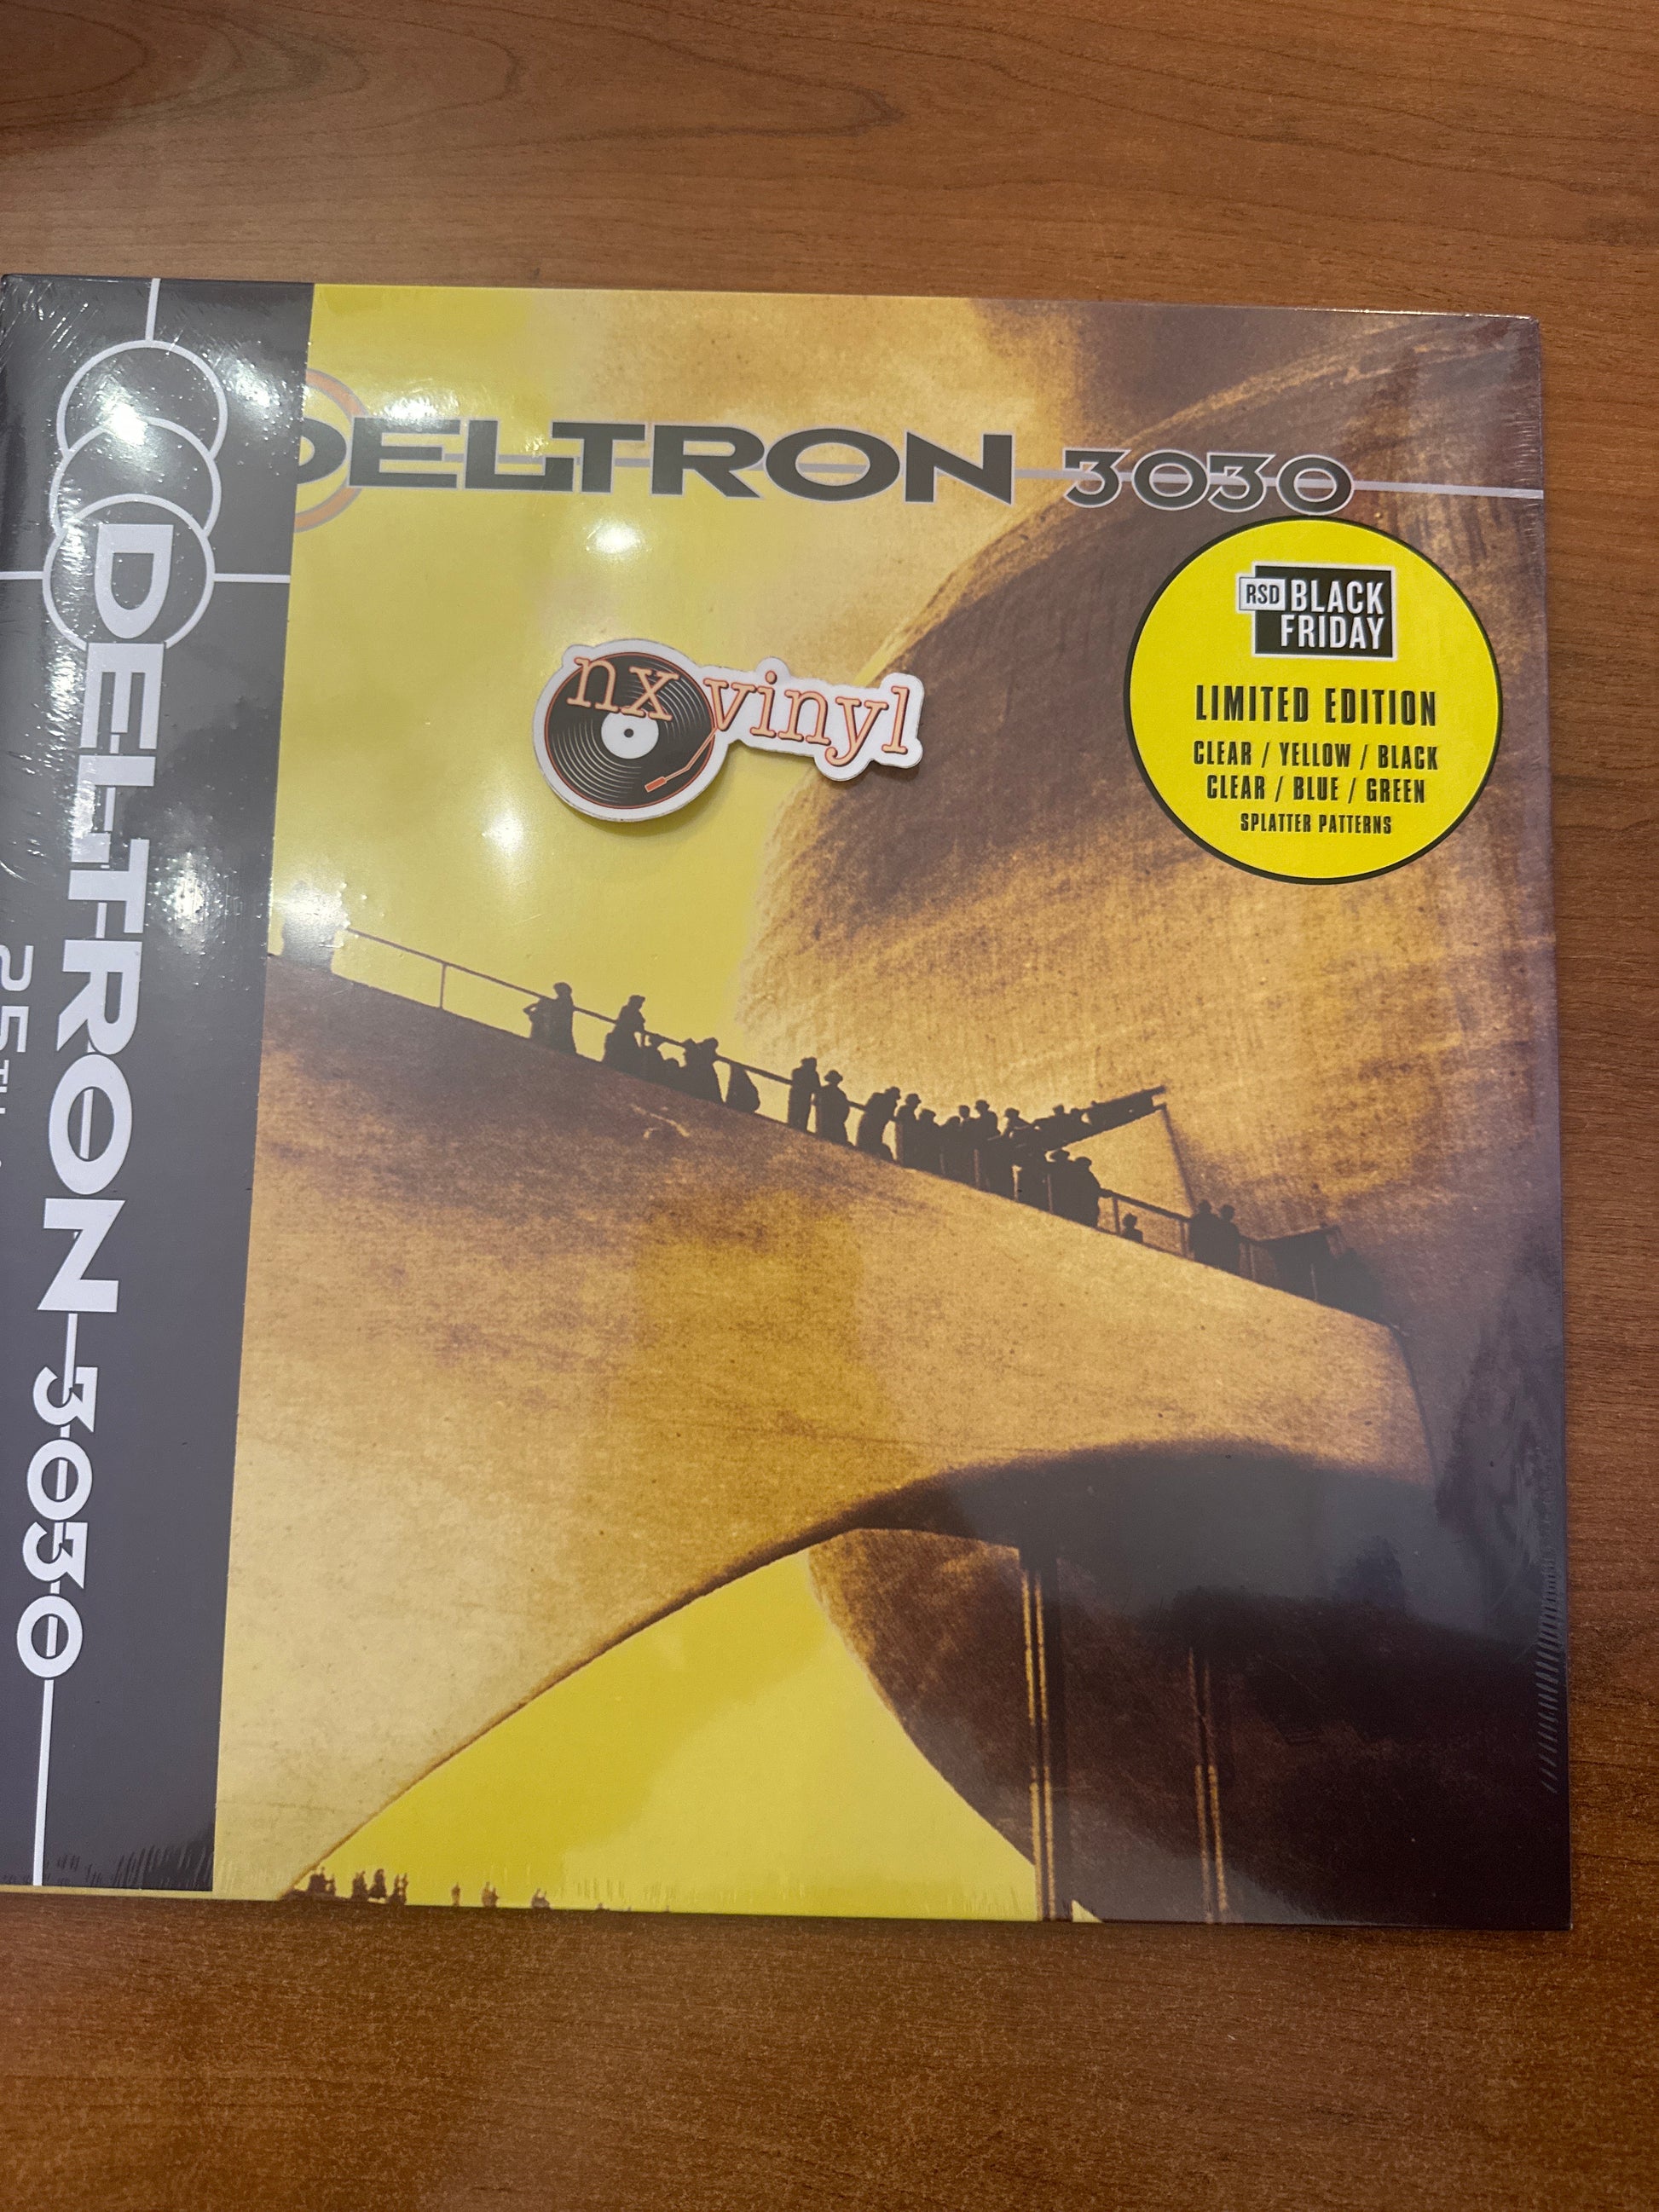 DELTRON 3030
RSD BLACK
FRIDAY
LIMITED EDITION
CLEAR / YELLOW / BLACK
CLEAR / BLUE / GREEN
SPLATTER PATTERNS
nx vinyl
DELTRON 3030
25TH